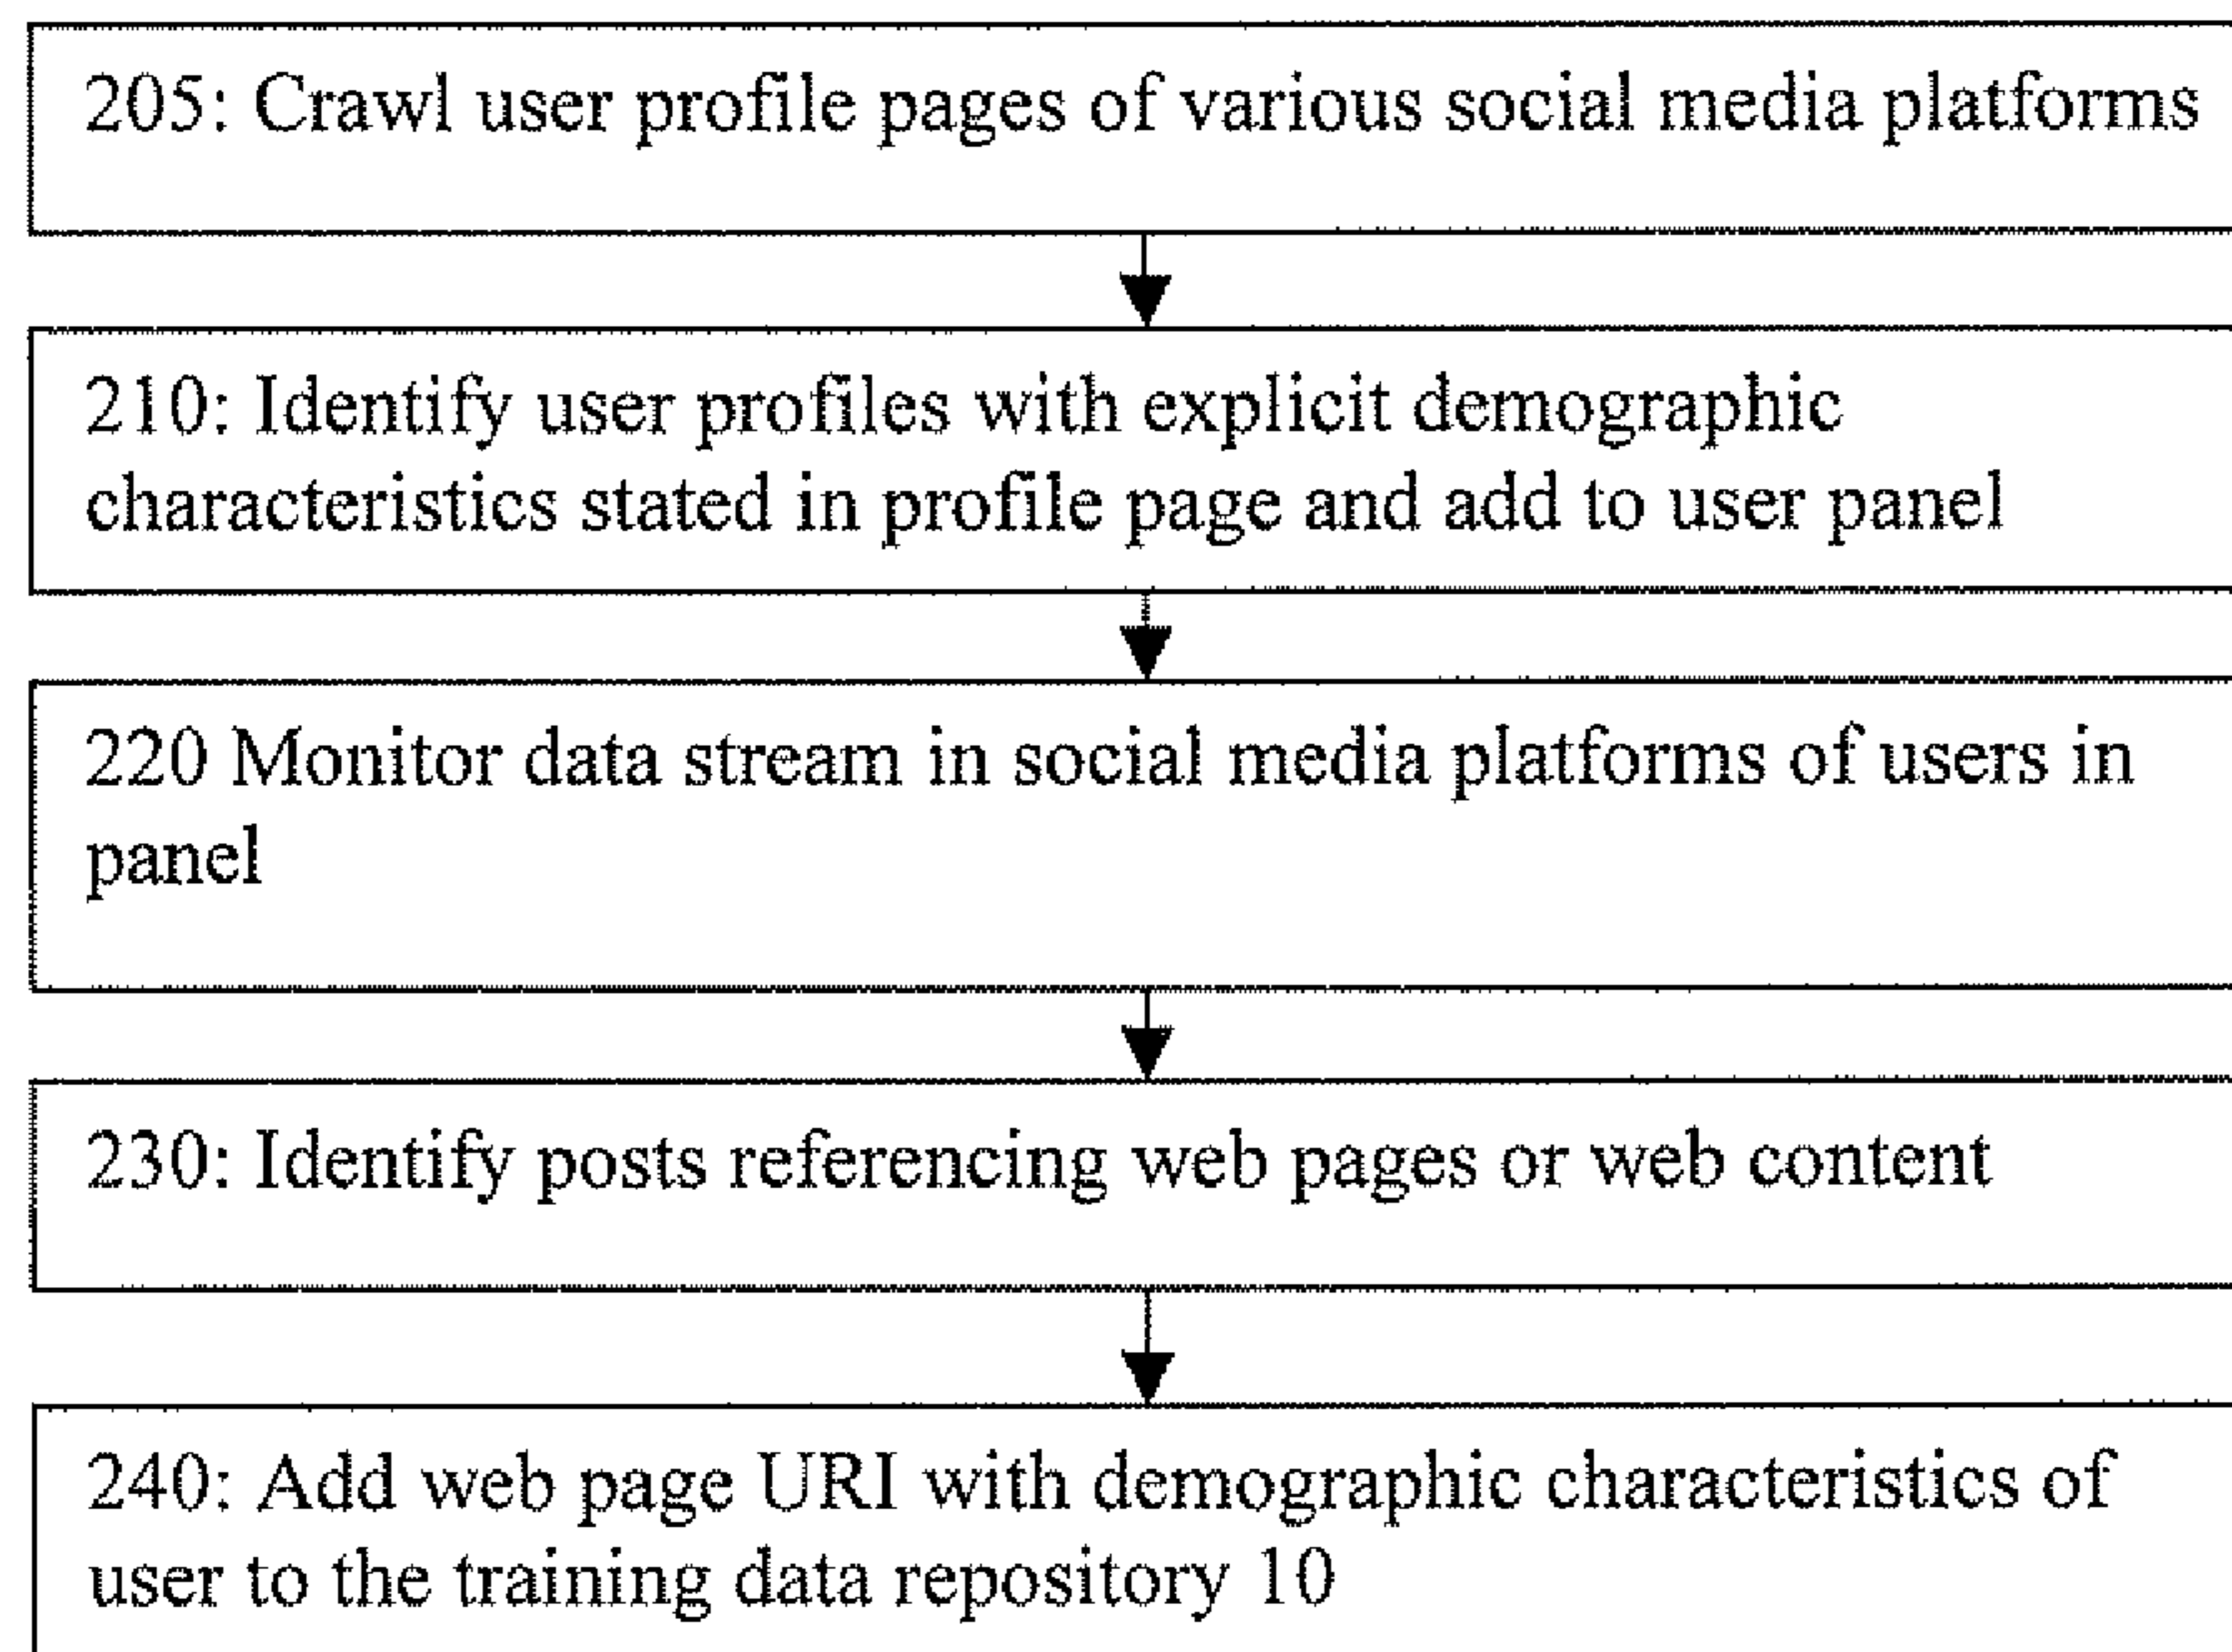 205: Crawl user profile pages of various social media platforms
210: Identify user profiles with explicit demographic
characteristics stated in profile page and add to user panel
220 Monitor data stream in social media platforms of users in
panel
230: Identify posts referencing web pages or web content
240: Add web page URI with demographic characteristics of
user to the training data repository 10